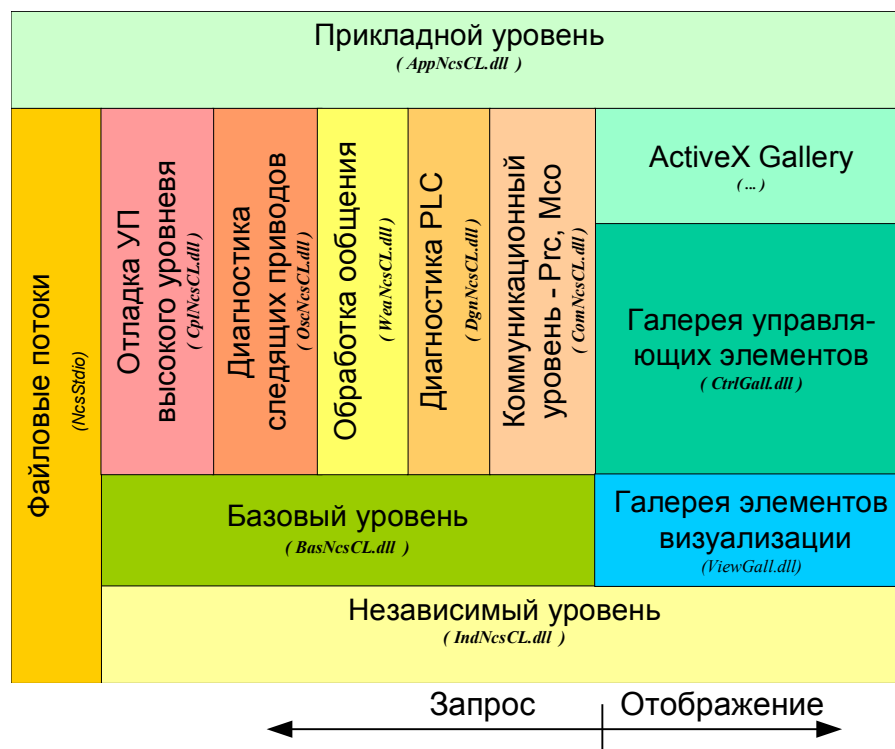 Прикладной уровень
( AppNcsCL.dll )
Файловые потоки
(NcsStdio)
Отладка УП
высокого уровневя
( CplNcsCL.dll )
Диагностика
следящих приводов
( OscNcsCL.dll )
Обработка ообщения
( WeaNcsCL.dll )
Диагностика PLC
( DgnNcsCL.dll )
Коммуникационный
уровень - Prc, Mco
( ComNcsCL.dll )
ActiveX Gallery
( ... )
Галерея управля-
ющих элементов
( CtrlGall.dll )
Базовый уровень
( BasNcsCL.dll )
Галерея элементов
визуализации
(ViewGall.dll)
Независимый уровень
( IndNcsCL.dll )
Запрос
Отображение